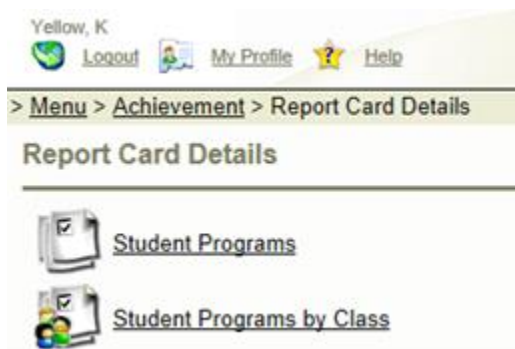 Yellow, K
Logout My Profile Help
> Menu > Achievement > Report Card Details
Report Card Details
Student Programs
Student Programs by Class